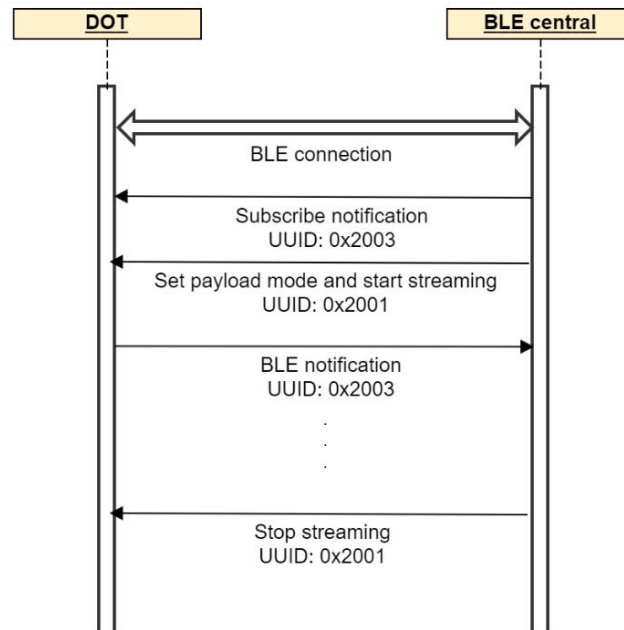 DOT
BLE central
BLE connection
Subscribe notification
UUID: 0x2003
Set payload mode and start streaming
UUID: 0x2001
BLE notification
UUID: 0x2003
.
.
.
Stop streaming
UUID: 0x2001